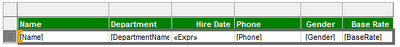 Name Department Hire Date Phone Gender Base Rate
[Name] [DepartmentName «Expr» [Phone] [Gender] [BaseRate]